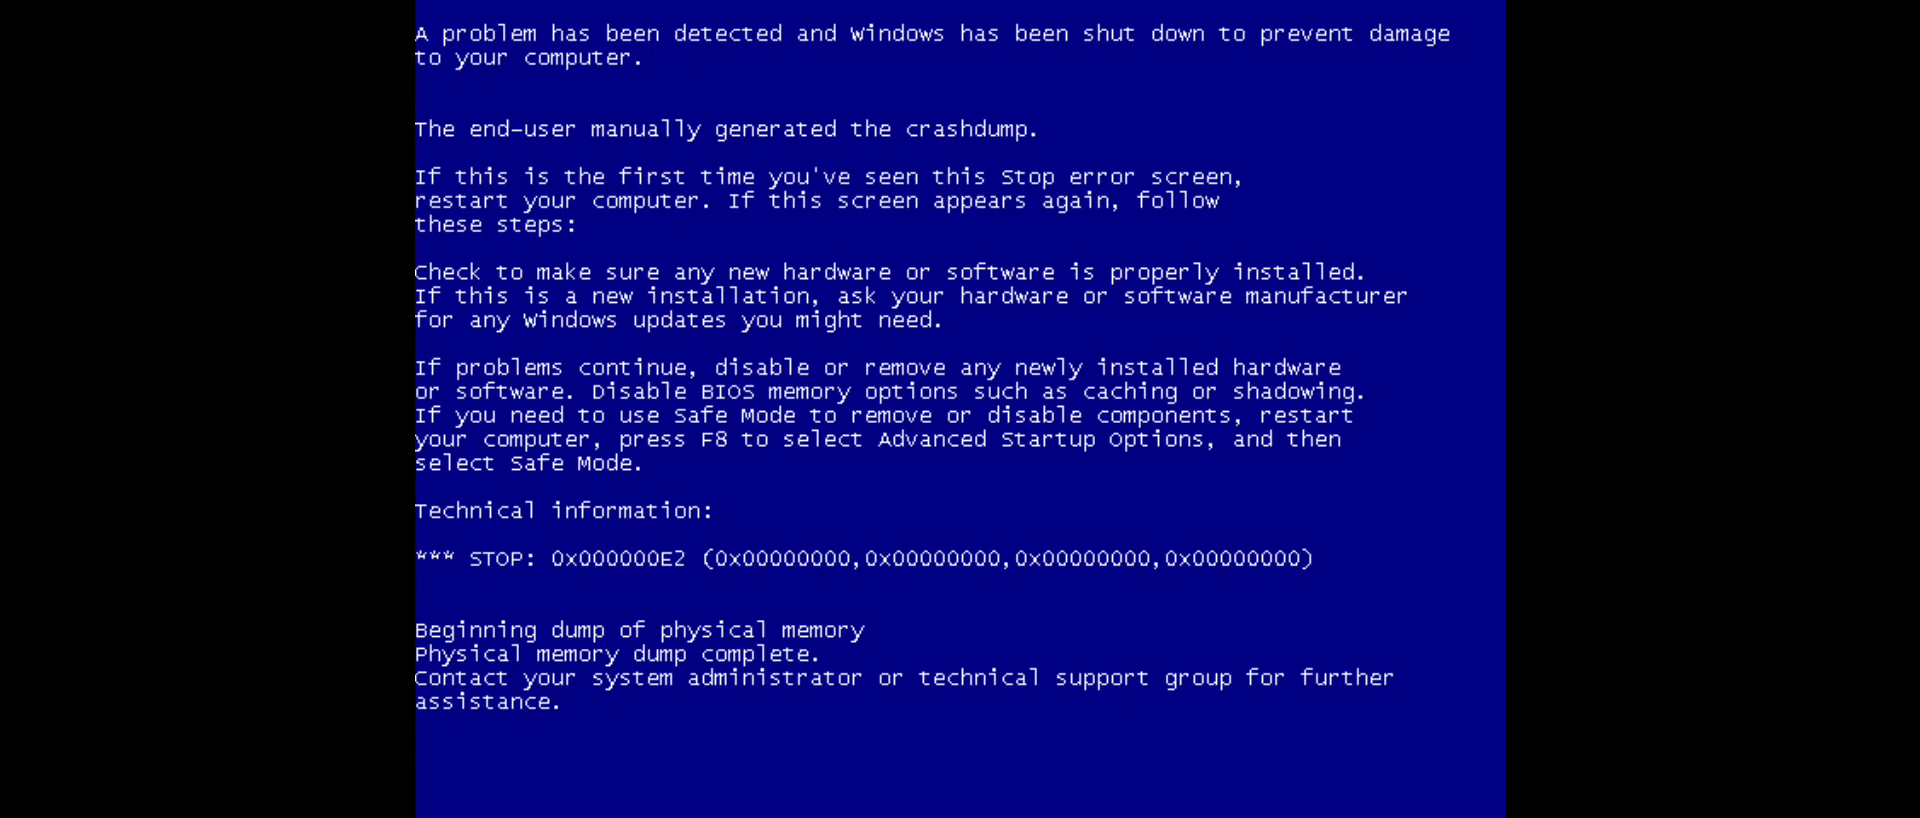 A problem has been detected and Windows has been shut down to prevent damage
to your computer.
The end-user manually generated the crashdump.
If this is the first time you've seen this Stop error screen,
restart your computer. If this screen appears again, follow
these steps:
Check to make sure any new hardware or software is properly installed.
If this is a new installation, ask your hardware or software manufacturer
for any Windows updates you might need.
If problems continue, disable or remove any newly installed hardware
or software. Disable BIOS memory options such as caching or shadowing.
If you need to use Safe Mode to remove or disable components, restart
your computer, press F8 to select Advanced Startup Options, and then
select Safe Mode.
Technical information:
*** STOP: 0x000000E2 (0x00000000,0x00000000,0x00000000,0x00000000)
Beginning dump of physical memory
Physical memory dump complete.
Contact your system administrator or technical support group for further
assistance.